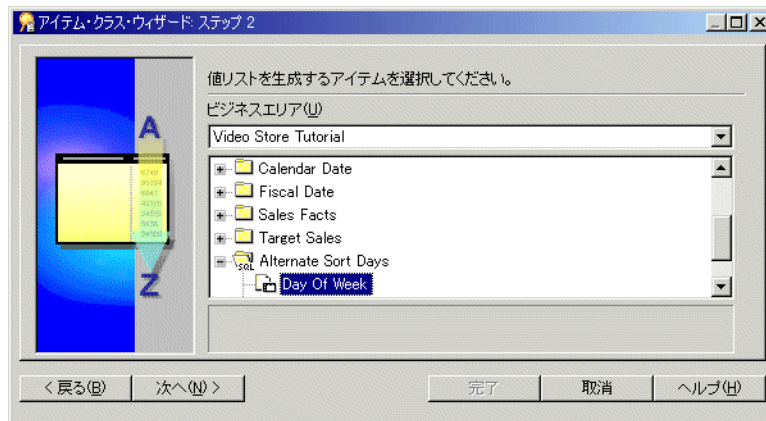 アイテム・クラス・ウィザード: ステップ 2
値リストを生成するアイテムを選択してください。
ビジネスエリア(U)
Video Store Tutorial
Calendar Date
Fiscal Date
Sales Facts
Target Sales
SQL Alternate Sort Days
Day Of Week
A
Z
< 戻る(B) 次へ(N) > 完了 取消 ヘルプ(H)